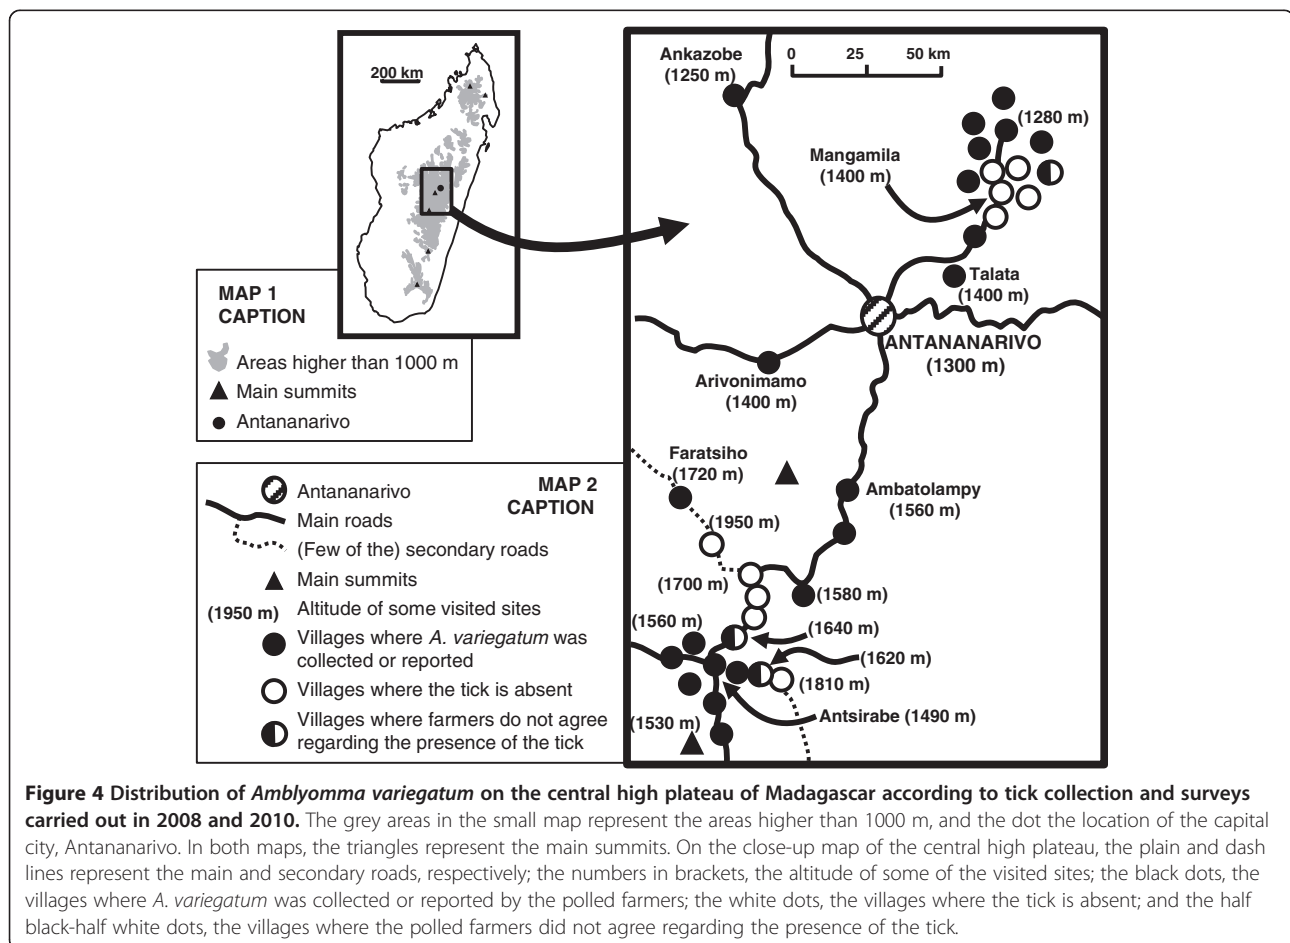 200 km
MAP 1
CAPTION
Areas higher than 1000 m
Main summits
Antananarivo
MAP 2
CAPTION
Antananarivo
Main roads
(Few of the) secondary roads
Main summits
(1950 m) Altitude of some visited sites
Villages where A. variegatum was
collected or reported
Villages where the tick is absent
Villages where farmers do not agree
regarding the presence of the tick
Ankazobe
(1250 m)
0 25 50 km
(1280 m)
Mangamila
(1400 m)
Talata
(1400 m)
ANTANANARIVO
(1300 m)
Arivonimamo
(1400 m)
Faratsiho
(1720 m)
Ambatolampy
(1560 m)
(1950 m)
(1700 m)
(1580 m)
(1560 m)
(1640 m)
(1620 m)
(1810 m)
Antsirabe (1490 m)
(1530 m)
Figure 4 Distribution of Amblyomma variegatum on the central high plateau of Madagascar according to tick collection and surveys
carried out in 2008 and 2010. The grey areas in the small map represent the areas higher than 1000 m, and the dot the location of the capital
city, Antananarivo. In both maps, the triangles represent the main summits. On the close-up map of the central high plateau, the plain and dash
lines represent the main and secondary roads, respectively; the numbers in brackets, the altitude of some of the visited sites; the black dots, the
villages where A. variegatum was collected or reported by the polled farmers; the white dots, the villages where the tick is absent; and the half
black-half white dots, the villages where the polled farmers did not agree regarding the presence of the tick.